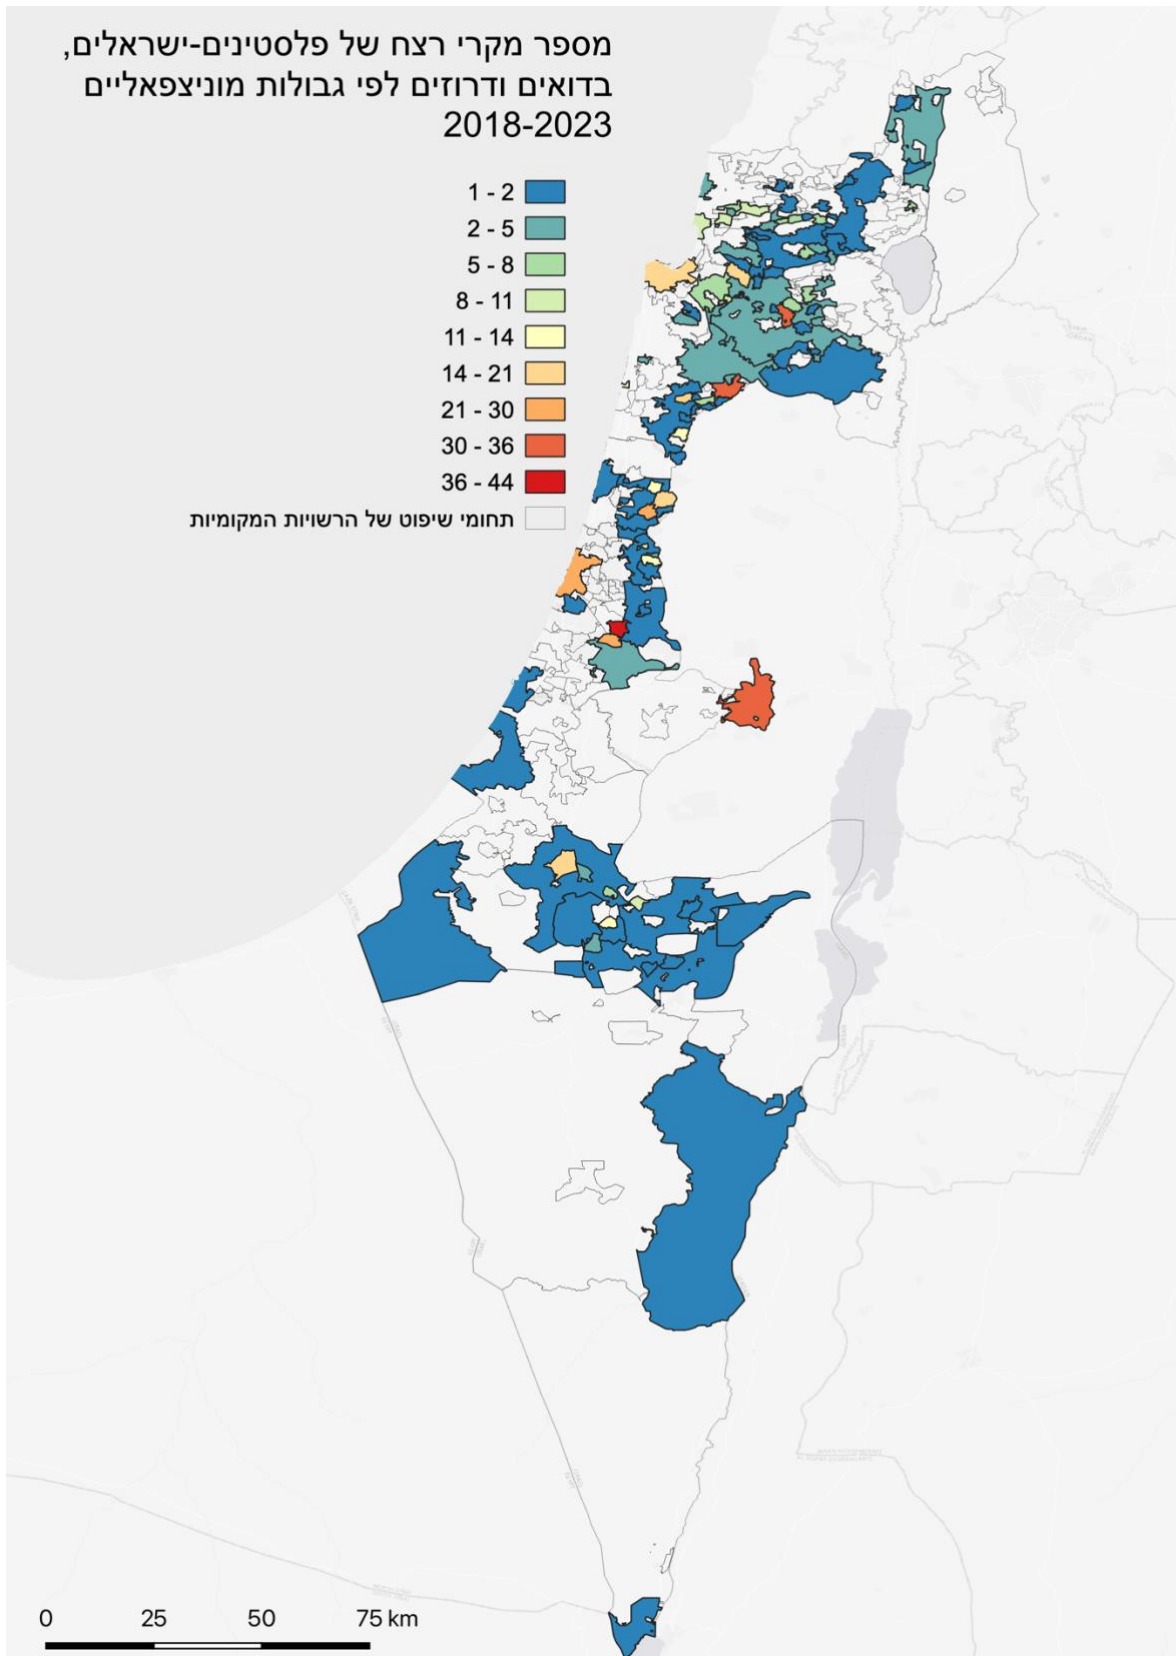 מספר מקרי רצח של פלסטינים-ישראלים,
בדואים ודרוזים לפי גבולות מוניצפאליים
2018-2023
1 - 2
2 - 5
5 - 8
8 - 11
11 - 14
14 - 21
21 - 30
30 - 36
36 - 44
תחומי שיפוט של הרשויות המקומיות
0 25 50 75 km